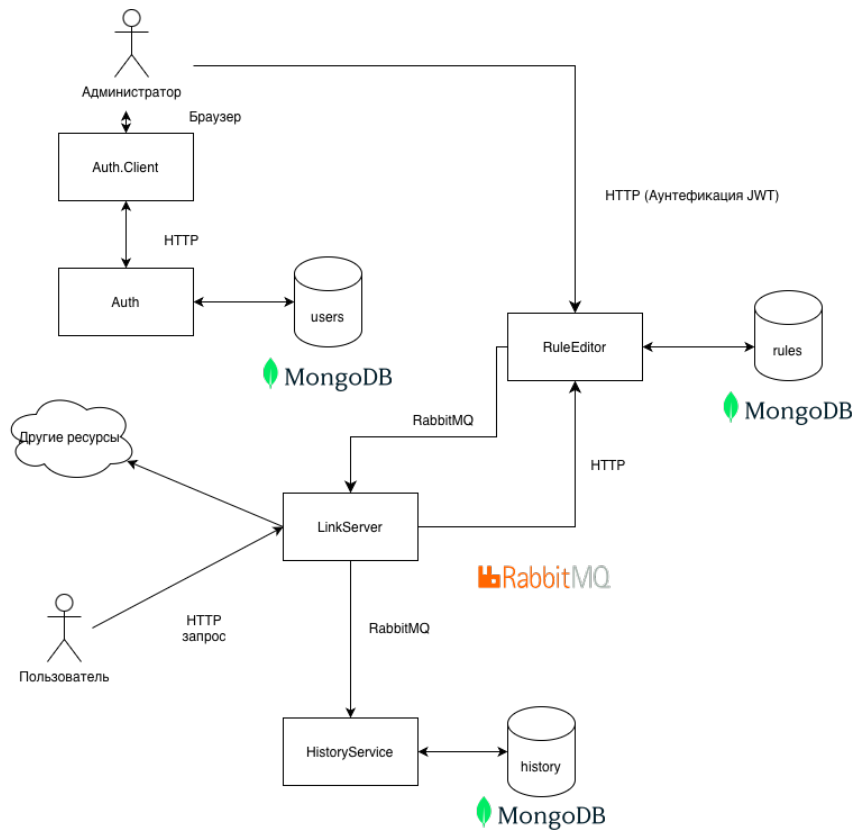 Администратор
Браузер
Auth.Client
HTTP (Аунтефикация JWT)
HTTP
Auth
users
RuleEditor
rules
MongoDB
MongoDB
RabbitMQ
Другие ресурсы
HTTP
LinkServer
RabbitMQ
HTTP
запрос
RabbitMQ
Пользователь
HistoryService
history
MongoDB